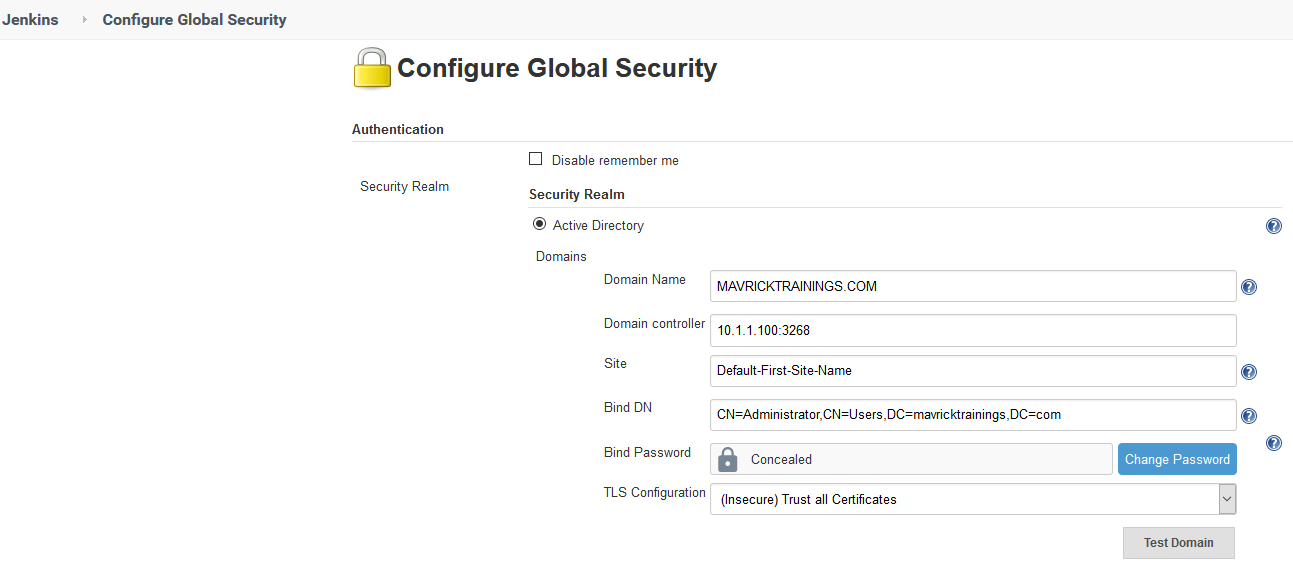 Jenkins Configure Global Security
Configure Global Security
Authentication
Disable remember me
Security Realm
Security Realm
Active Directory
Domains
Domain Name MAVRICKTRAININGS.COM
Domain controller 10.1.1.100:3268
Site Default-First-Site-Name
Bind DN CN=Administrator,CN=Users,DC=mavricktrainings,DC=com
Bind Password Concealed Change Password
TLS Configuration (Insecure) Trust all Certificates
Test Domain